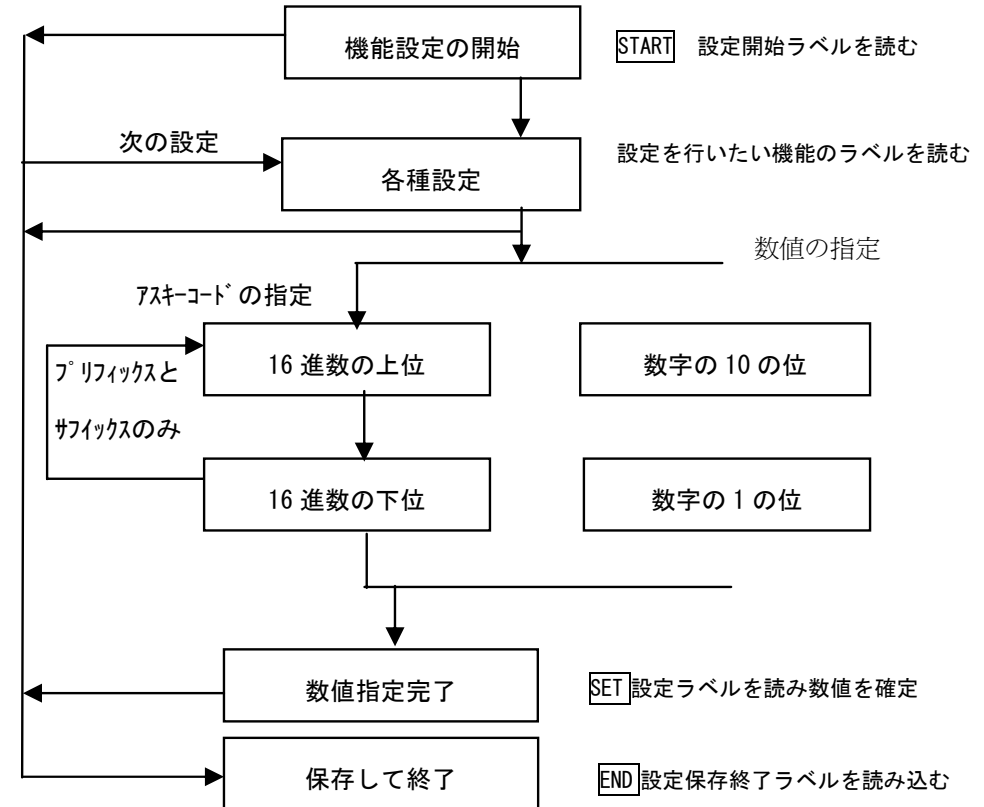 機能設定の開始
START 設定開始ラベルを読む
次の設定
各種設定
設定を行いたい機能のラベルを読む
数値の指定
ｱｽｷｰｺｰﾄﾞの指定
16 進数の上位
数字の 10 の位
ﾌﾟﾘﾌｨｯｸｽと
ｻﾌｲｯｸｽのみ
16 進数の下位
数字の 1 の位
数値指定完了
SET 設定ラベルを読み数値を確定
保存して終了
END 設定保存終了ラベルを読み込む